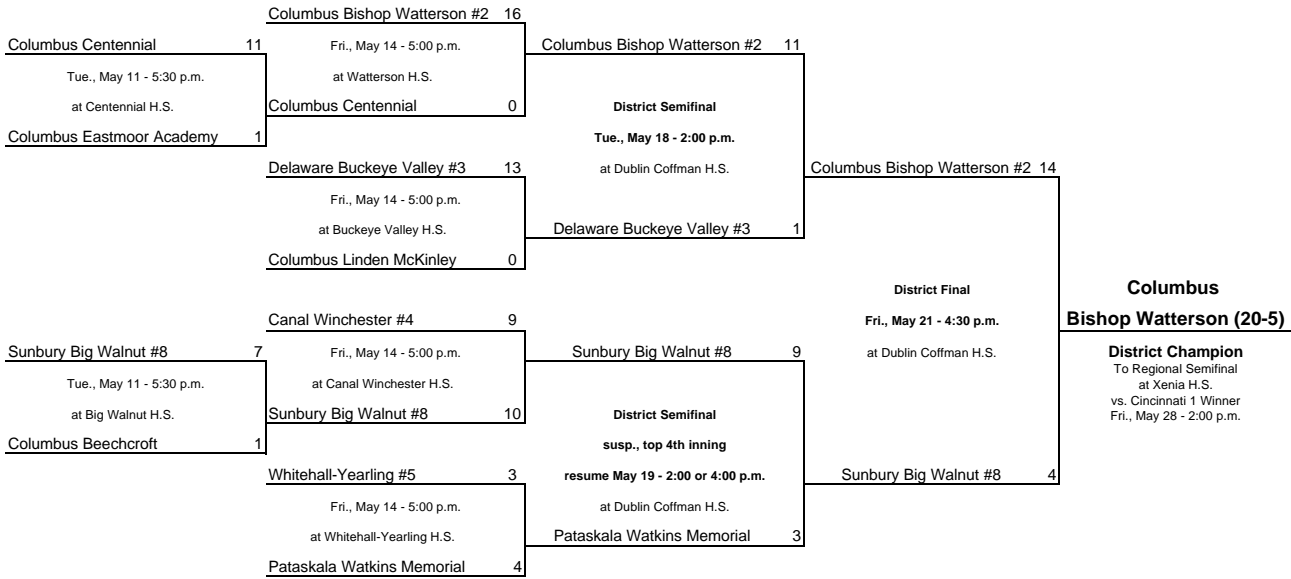 Columbus Bishop Watterson #2 16
Columbus Centennial 11
Fri., May 14 - 5:00 p.m.
Columbus Bishop Watterson #2 11
Tue., May 11 - 5:30 p.m.
at Watterson H.S.
at Centennial H.S.
Columbus Centennial 0
District Semifinal
Columbus Eastmoor Academy 1
Tue., May 18 - 2:00 p.m.
Delaware Buckeye Valley #3 13
at Dublin Coffman H.S.
Columbus Bishop Watterson #2 14
Fri., May 14 - 5:00 p.m.
at Buckeye Valley H.S.
Delaware Buckeye Valley #3 1
Columbus Linden McKinley 0
District Final
Columbus
Canal Winchester #4 9
Fri., May 21 - 4:30 p.m.
Bishop Watterson (20-5)
Sunbury Big Walnut #8 7
Fri., May 14 - 5:00 p.m.
Sunbury Big Walnut #8 9
at Dublin Coffman H.S.
District Champion
To Regional Semifinal
Tue., May 11 - 5:30 p.m.
at Canal Winchester H.S.
at Xenia H.S.
vs. Cincinnati 1 Winner
at Big Walnut H.S.
Sunbury Big Walnut #8 10
District Semifinal
Fri., May 28 - 2:00 p.m.
Columbus Beechcroft 1
susp., top 4th inning
Whitehall-Yearling #5 3
resume May 19 - 2:00 or 4:00 p.m.
Sunbury Big Walnut #8 4
Fri., May 14 - 5:00 p.m.
at Dublin Coffman H.S.
at Whitehall-Yearling H.S.
Pataskala Watkins Memorial 3
Pataskala Watkins Memorial 4